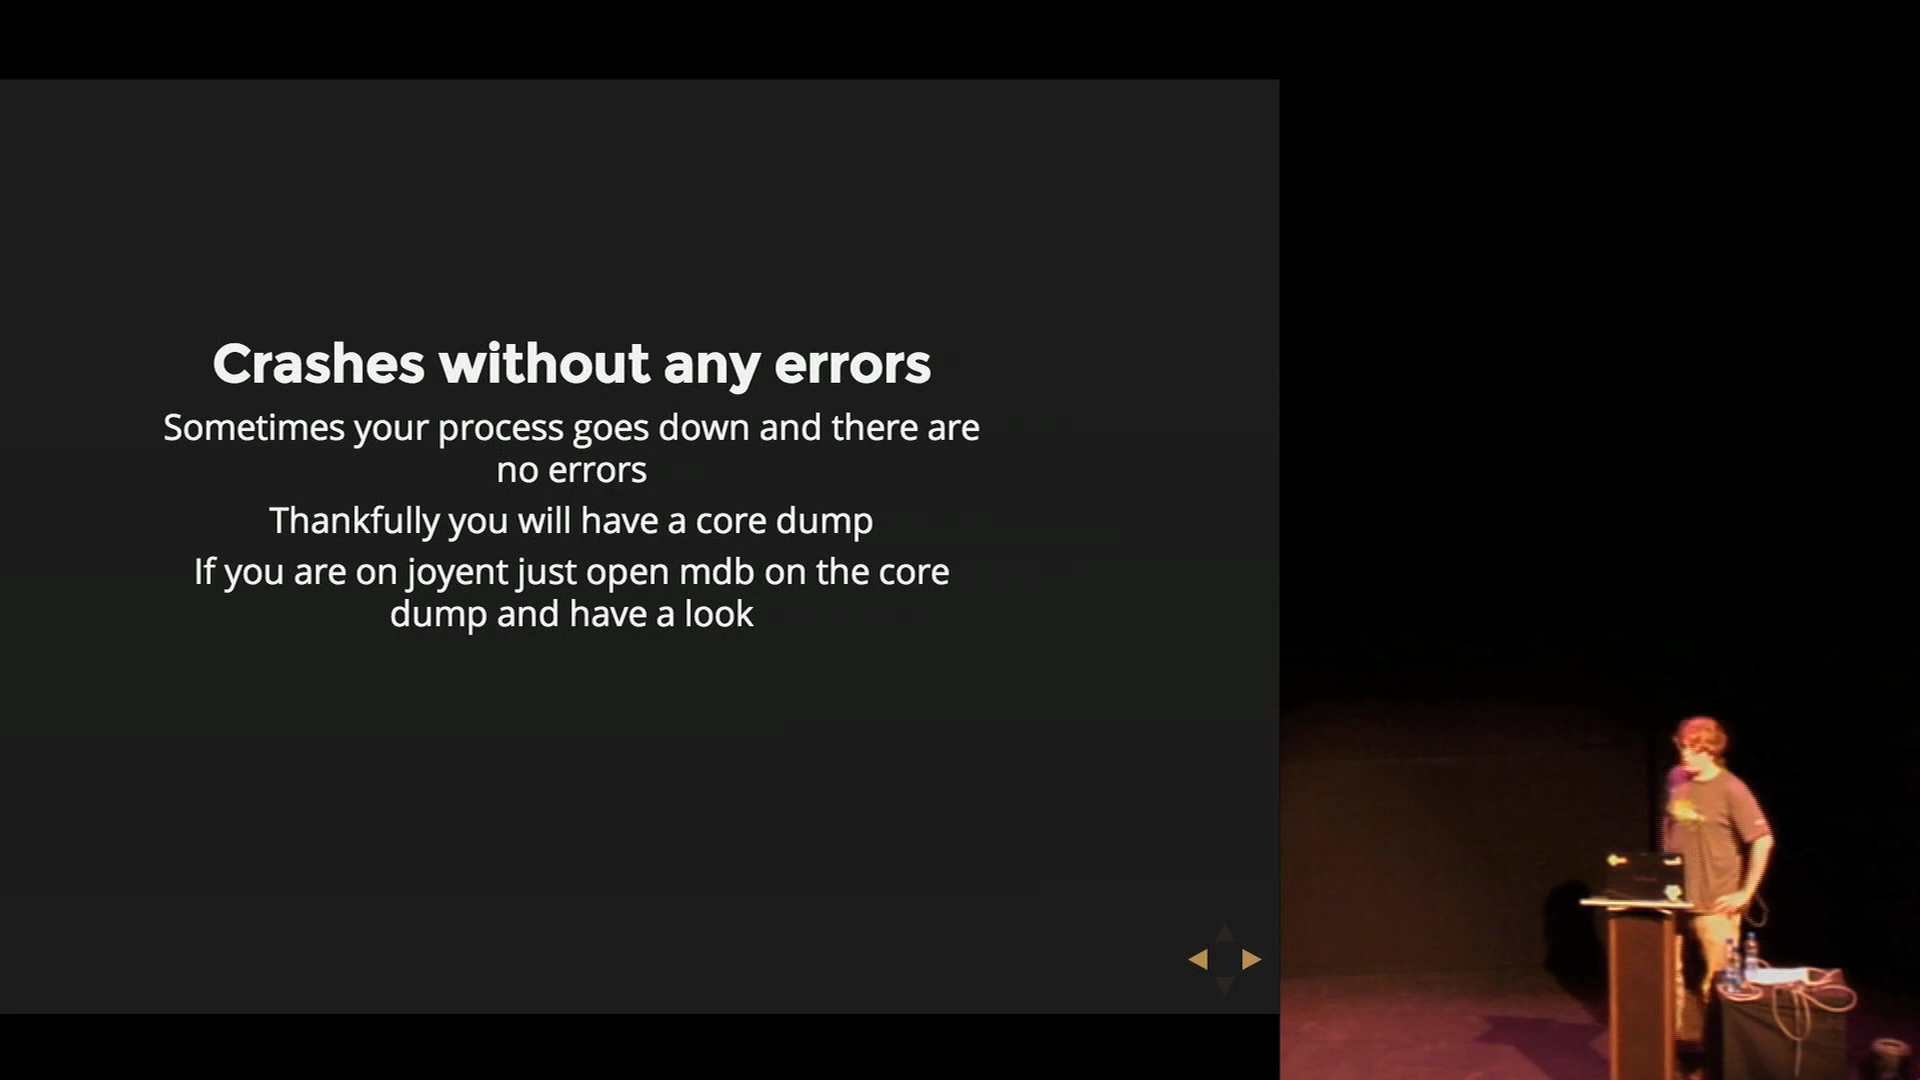 Crashes without any errors
Sometimes your process goes down and there are
no errors
Thankfully you will have a core dump
If you are on joyent just open mdb on the core
dump and have a look